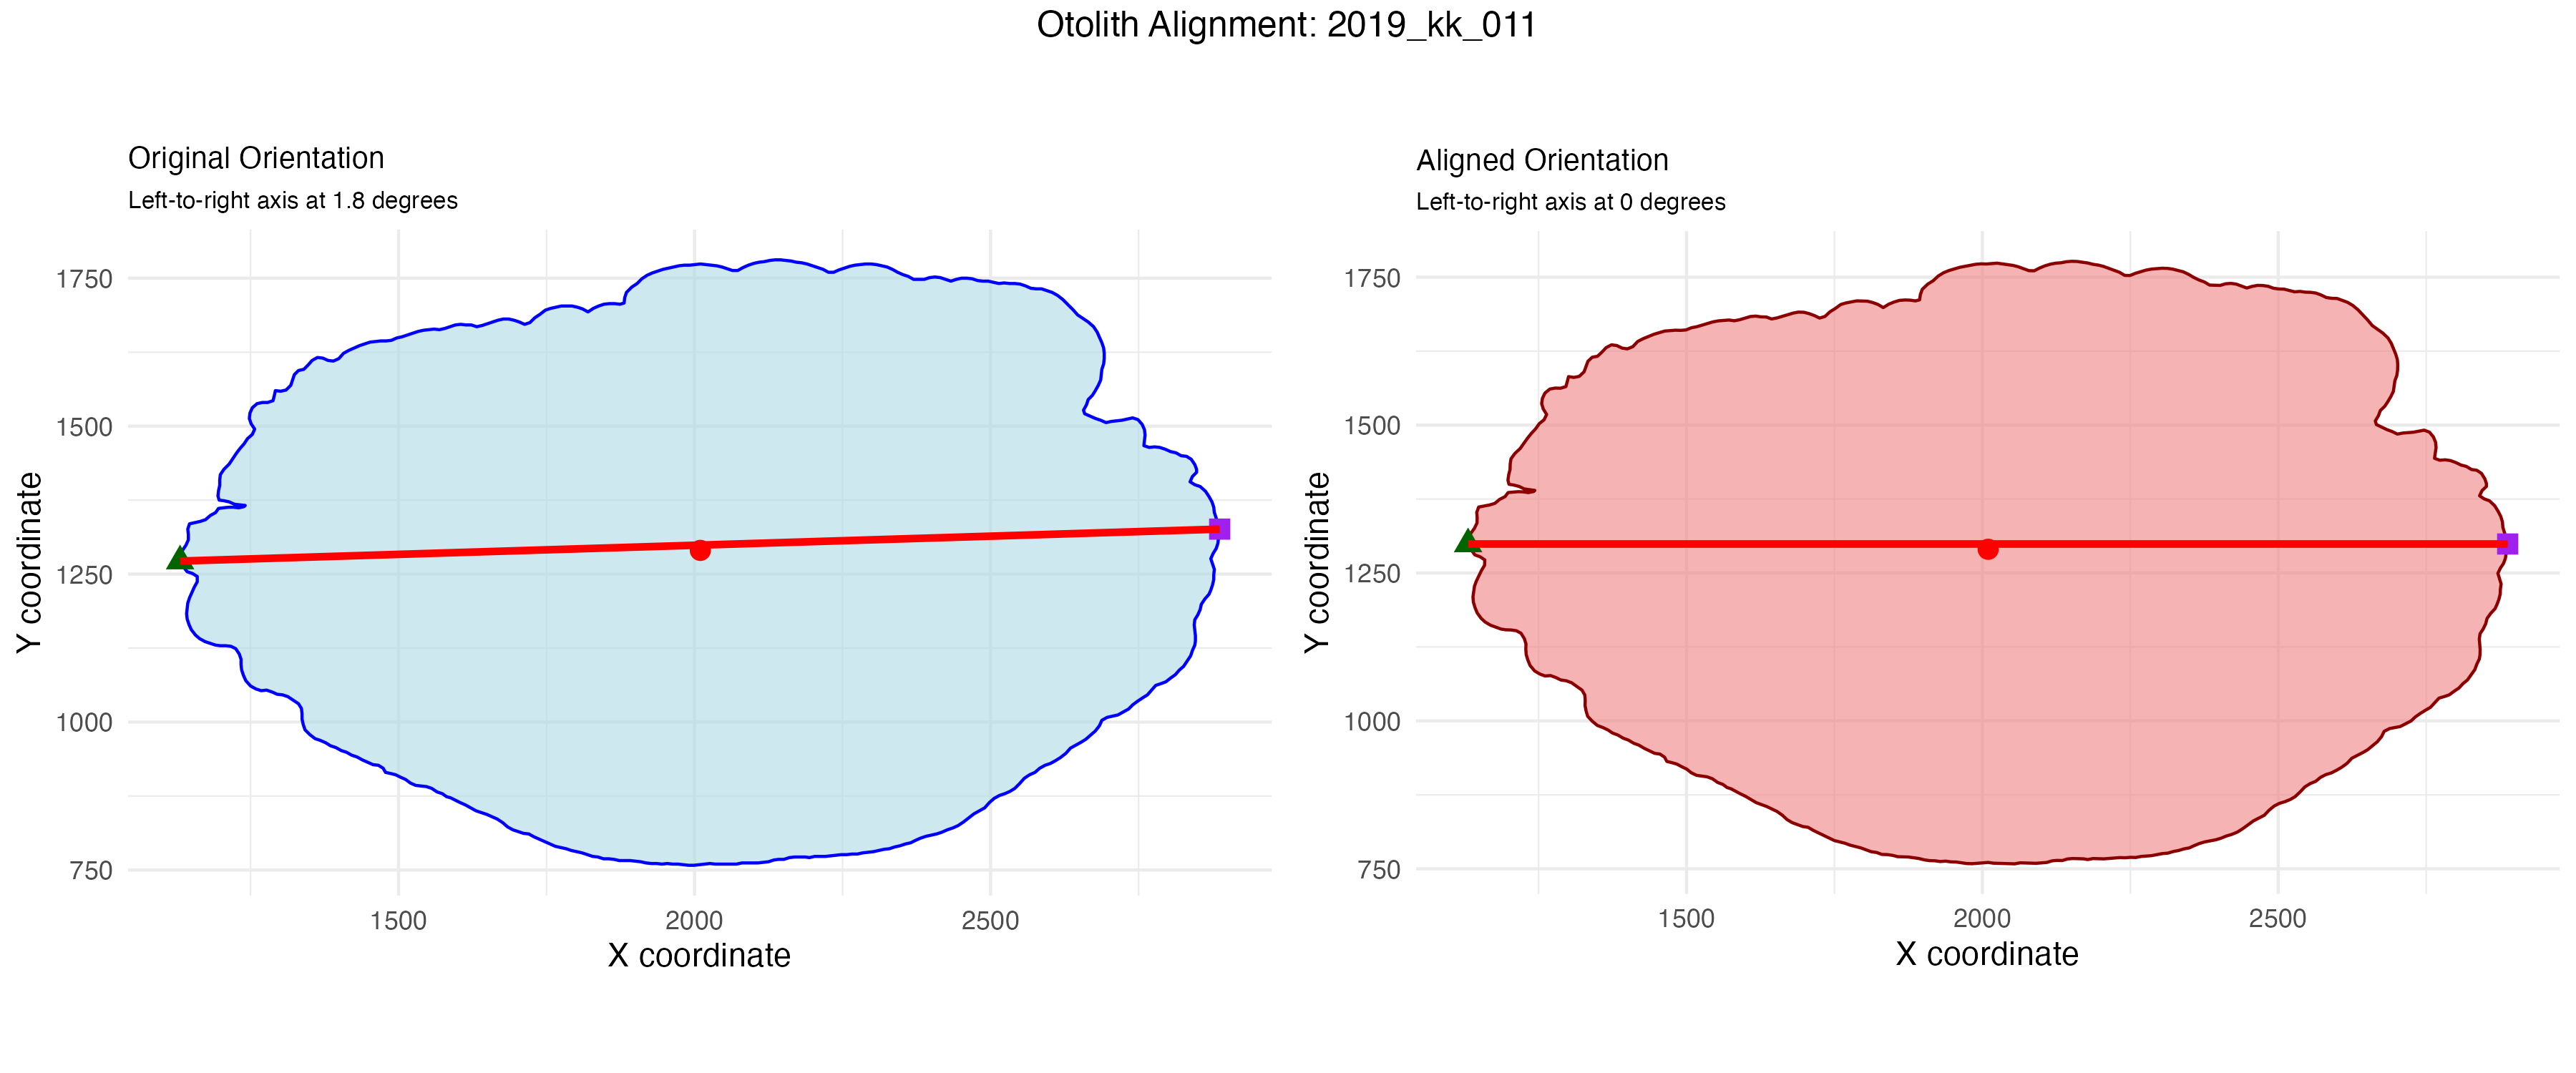 Otolith Alignment: 2019_kk_011
Original Orientation
Left-to-right axis at 1.8 degrees
1750
1500
1250
1000
750
Y coordinate
1500
2000
2500
X coordinate
Aligned Orientation
Left-to-right axis at 0 degrees
1750
1500
1250
1000
750
Y coordinate
1500
2000
2500
X coordinate